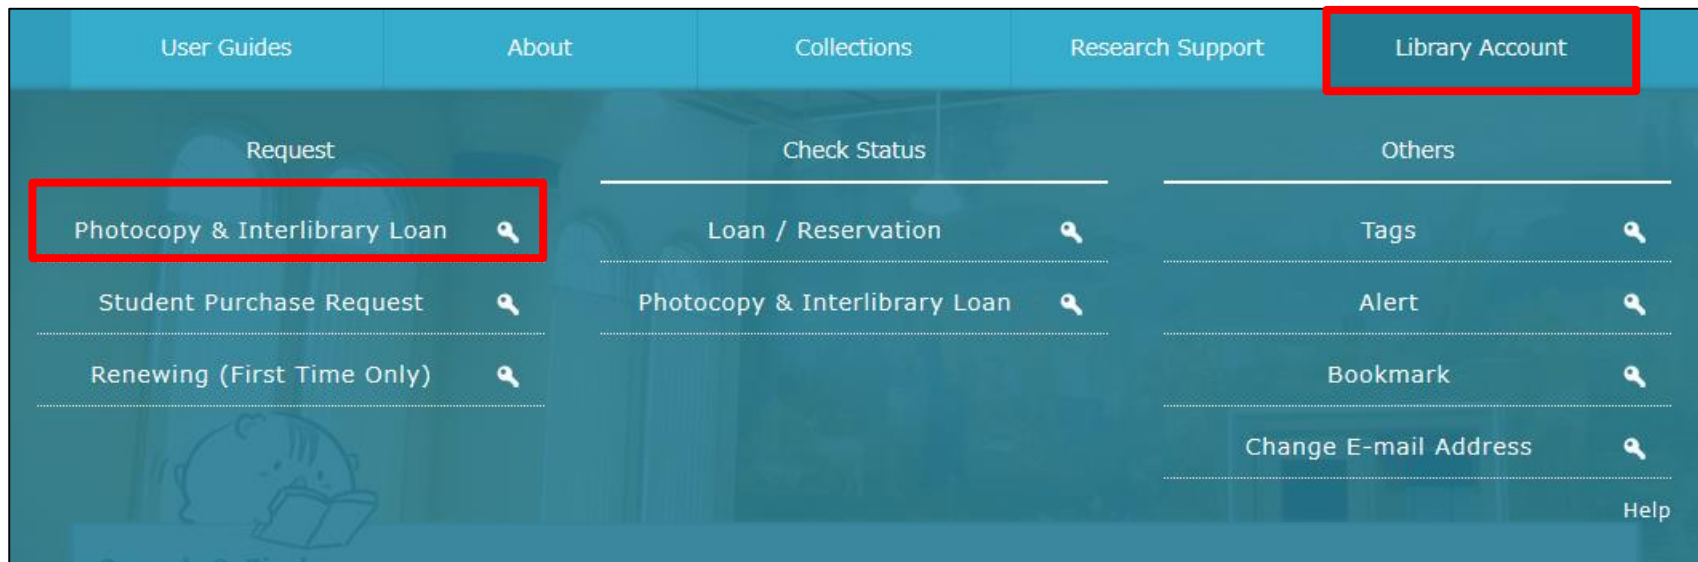 User Guides
About
Collections
Research Support
Library Account
Request
Photocopy & Interlibrary Loan
Student Purchase Request
Renewing (First Time Only)
Check Status
Loan / Reservation
Photocopy & Interlibrary Loan
Others
Tags
Alert
Bookmark
Change E-mail Address
Help